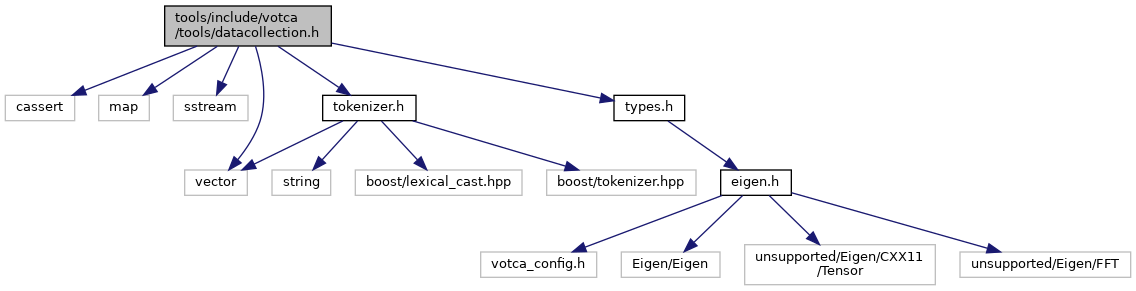 tools/include/votca
/tools/datacollection.h
cassert
map
sstream
tokenizer.h
types.h
vector
string
boost/lexical_cast.hpp
boost/tokenizer.hpp
eigen.h
votca_config.h
Eigen/Eigen
unsupported/Eigen/CXX11
/Tensor
unsupported/Eigen/FFT